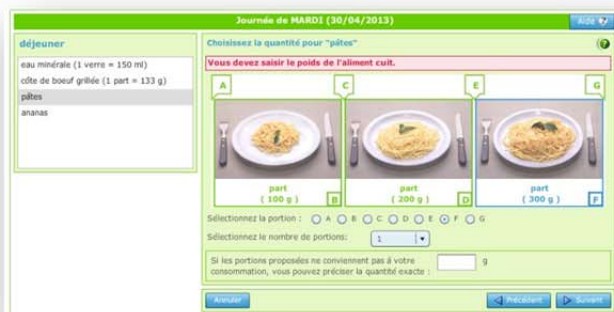 Journée de MARDI (30/04/2013)
Aide
déjeuner
eau minérale (1 verre = 150 ml)
côte de boeuf grillée (1 part = 133 g)
pâtes
ananas
Choisissez la quantité pour "pâtes"
Vous devez saisir le poids de l'aliment cuit.
A C E G
part part part
( 100 g ) ( 200 g ) ( 300 g )
B D F
Sélectionnez la portion : A B C D E F G
Sélectionnez le nombre de portions: 1
Si les portions proposées ne conviennent pas à votre
consommation, vous pouvez préciser la quantité exacte : g
Annuler Précédent Suivant